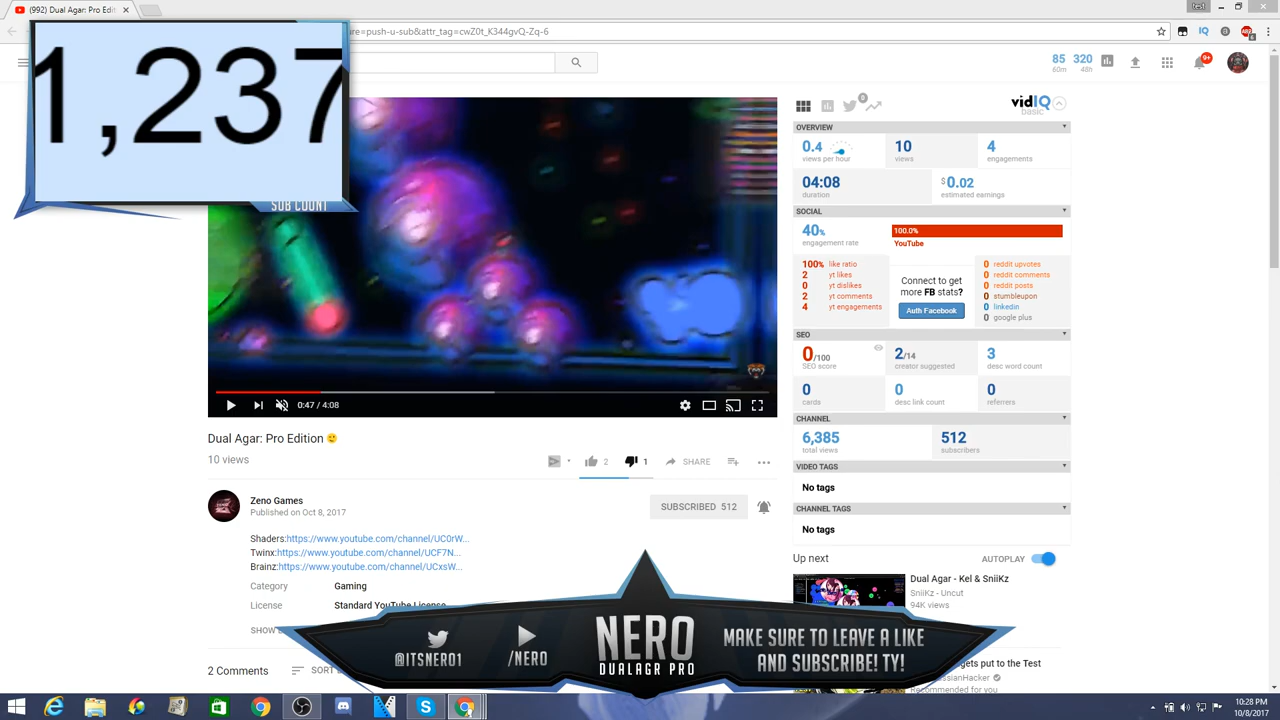 (992) Dual Agar: Pro Edit
Test
ure=push-u-sub&attr_tag=cwZ0t_K344gvQ-Zq-6
IQ
6
1,237
SUB COUNT
85
60m
320
48h
9+
0
vidIQ
basic
OVERVIEW
0.4
views per hour
10
views
4
engagements
04:08
duration
$0.02
estimated earnings
SOCIAL
40%
engagement rate
100.0%
YouTube
100% like ratio
2 yt likes
0 yt dislikes
2 yt comments
4 yt engagements
Connect to get
more FB stats?
Auth Facebook
0 reddit upvotes
0 reddit comments
0 reddit posts
0 stumbleupon
0 linkedin
0 google plus
SEO
0/100
SEO score
2/14
creator suggested
3
desc word count
0
cards
0
desc link count
0
referrers
CHANNEL
6,385
total views
512
subscribers
VIDEO TAGS
No tags
CHANNEL TAGS
No tags
0:47 / 4:08
Dual Agar: Pro Edition
10 views
2
1
SHARE
Zeno Games
Published on Oct 8, 2017
SUBSCRIBED 512
Shaders:https://www.youtube.com/channel/UC0rW...
Twinx:https://www.youtube.com/channel/UCF7N...
Brainz:https://www.youtube.com/channel/UCxsW...
Category Gaming
License Standard YouTube License
SHOW
2 Comments
SORT
Up next
AUTOPLAY
Dual Agar - Kel & SniiKz
SniiKz - Uncut
94K views
gets put to the Test
Recommended for you
@ITSNERO1
/NERO
NERO
DUALAGR PRO
MAKE SURE TO LEAVE A LIKE
AND SUBSCRIBE! TY!
10:28 PM
10/8/2017